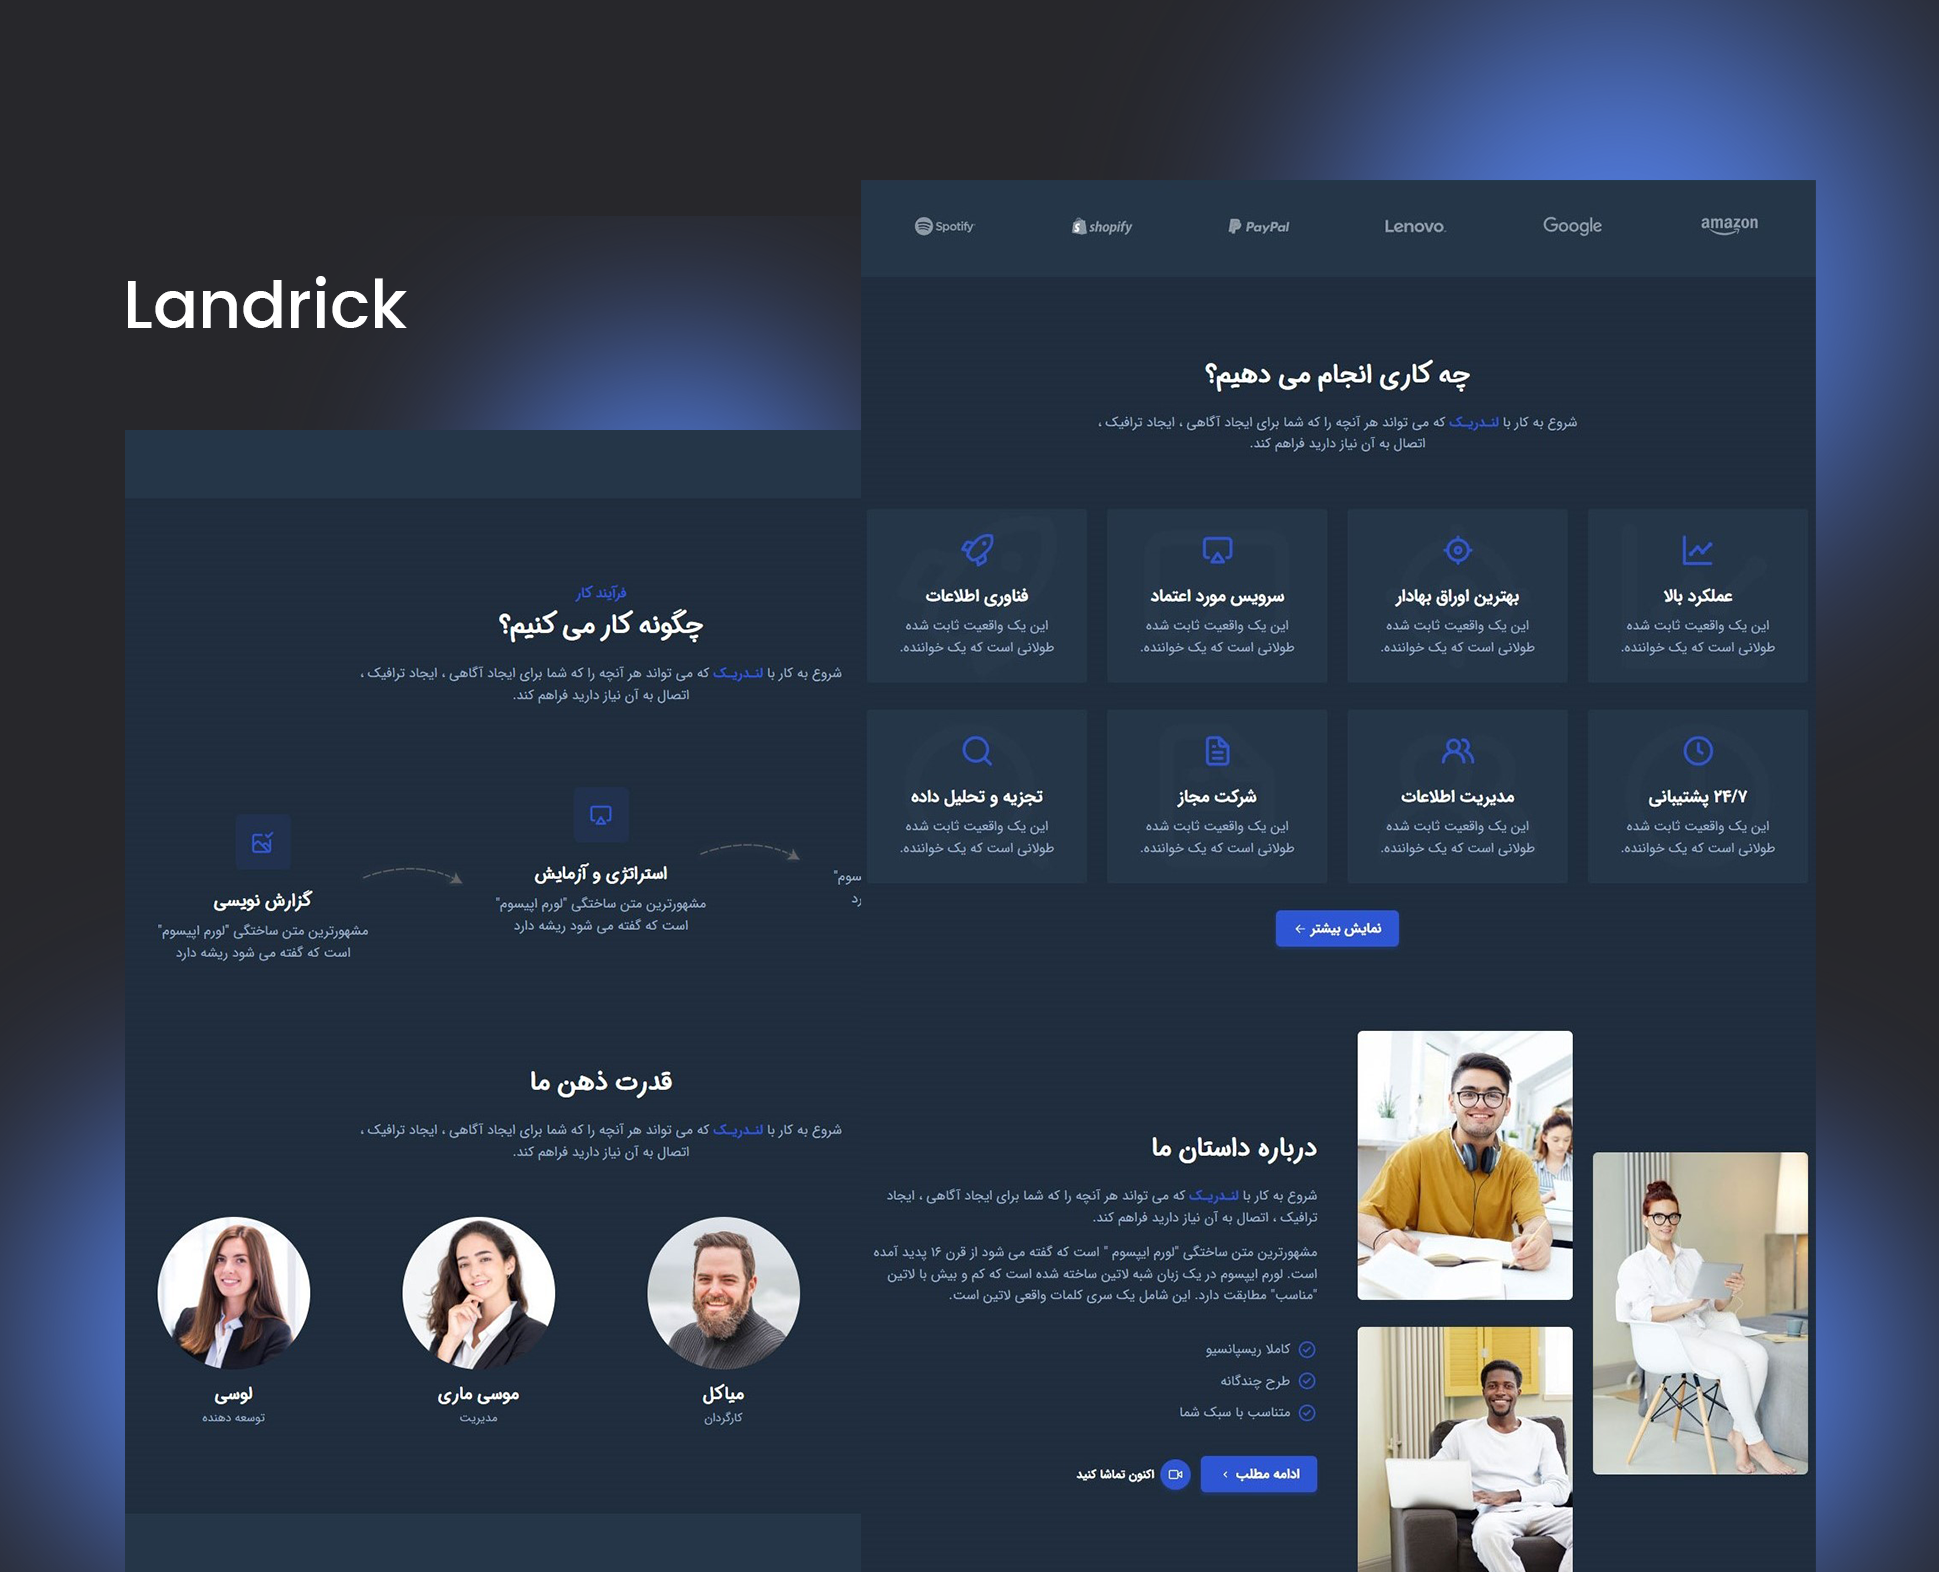 Landrick
amazon
Google
Lenovo
PayPal
shopify
Spotify
چه کاری انجام می دهیم؟
شروع به کار با لنـدریـک که می تواند هر آنچه را که شما برای ایجاد آگاهی ، ایجاد ترافیک ،
اتصال به آن نیاز دارید فراهم کند.
عملکرد بالا
این یک واقعیت ثابت شده
طولانی است که یک خواننده.
بهترین اوراق بهادار
این یک واقعیت ثابت شده
طولانی است که یک خواننده.
سرویس مورد اعتماد
این یک واقعیت ثابت شده
طولانی است که یک خواننده.
فناوری اطلاعات
این یک واقعیت ثابت شده
طولانی است که یک خواننده.
۲۴/۷ پشتیبانی
این یک واقعیت ثابت شده
طولانی است که یک خواننده.
مدیریت اطلاعات
این یک واقعیت ثابت شده
طولانی است که یک خواننده.
شرکت مجاز
این یک واقعیت ثابت شده
طولانی است که یک خواننده.
تجزیه و تحلیل داده
این یک واقعیت ثابت شده
طولانی است که یک خواننده.
نمایش بیشتر
درباره داستان ما
شروع به کار با لنـدریـک که می تواند هر آنچه را که شما برای ایجاد آگاهی ، ایجاد
ترافیک ، اتصال به آن نیاز دارید فراهم کند.
مشهورترین متن ساختگی "لورم ایپسوم " است که گفته می شود از قرن ۱۶ پدید آمده
است. لورم ایپسوم در یک زبان شبه لاتین ساخته شده است که کم و بیش با لاتین
"مناسب" مطابقت دارد. این شامل یک سری کلمات واقعی لاتین است.
کاملا ریسپانسیو
طرح چندگانه
متناسب با سبک شما
ادامه مطلب
اکنون تماشا کنید
فرآیند کار
چگونه کار می کنیم؟
شروع به کار با لنـدریـک که می تواند هر آنچه را که شما برای ایجاد آگاهی ، ایجاد ترافیک ،
اتصال به آن نیاز دارید فراهم کند.
استراتژی و آزمایش
مشهورترین متن ساختگی "لورم اپیسوم"
است که گفته می شود ریشه دارد
گزارش نویسی
مشهورترین متن ساختگی "لورم اپیسوم"
است که گفته می شود ریشه دارد
قدرت ذهن ما
شروع به کار با لنـدریـک که می تواند هر آنچه را که شما برای ایجاد آگاهی ، ایجاد ترافیک ،
اتصال به آن نیاز دارید فراهم کند.
میاکل
کارگردان
موسی ماری
مدیریت
لوسی
توسعه دهنده